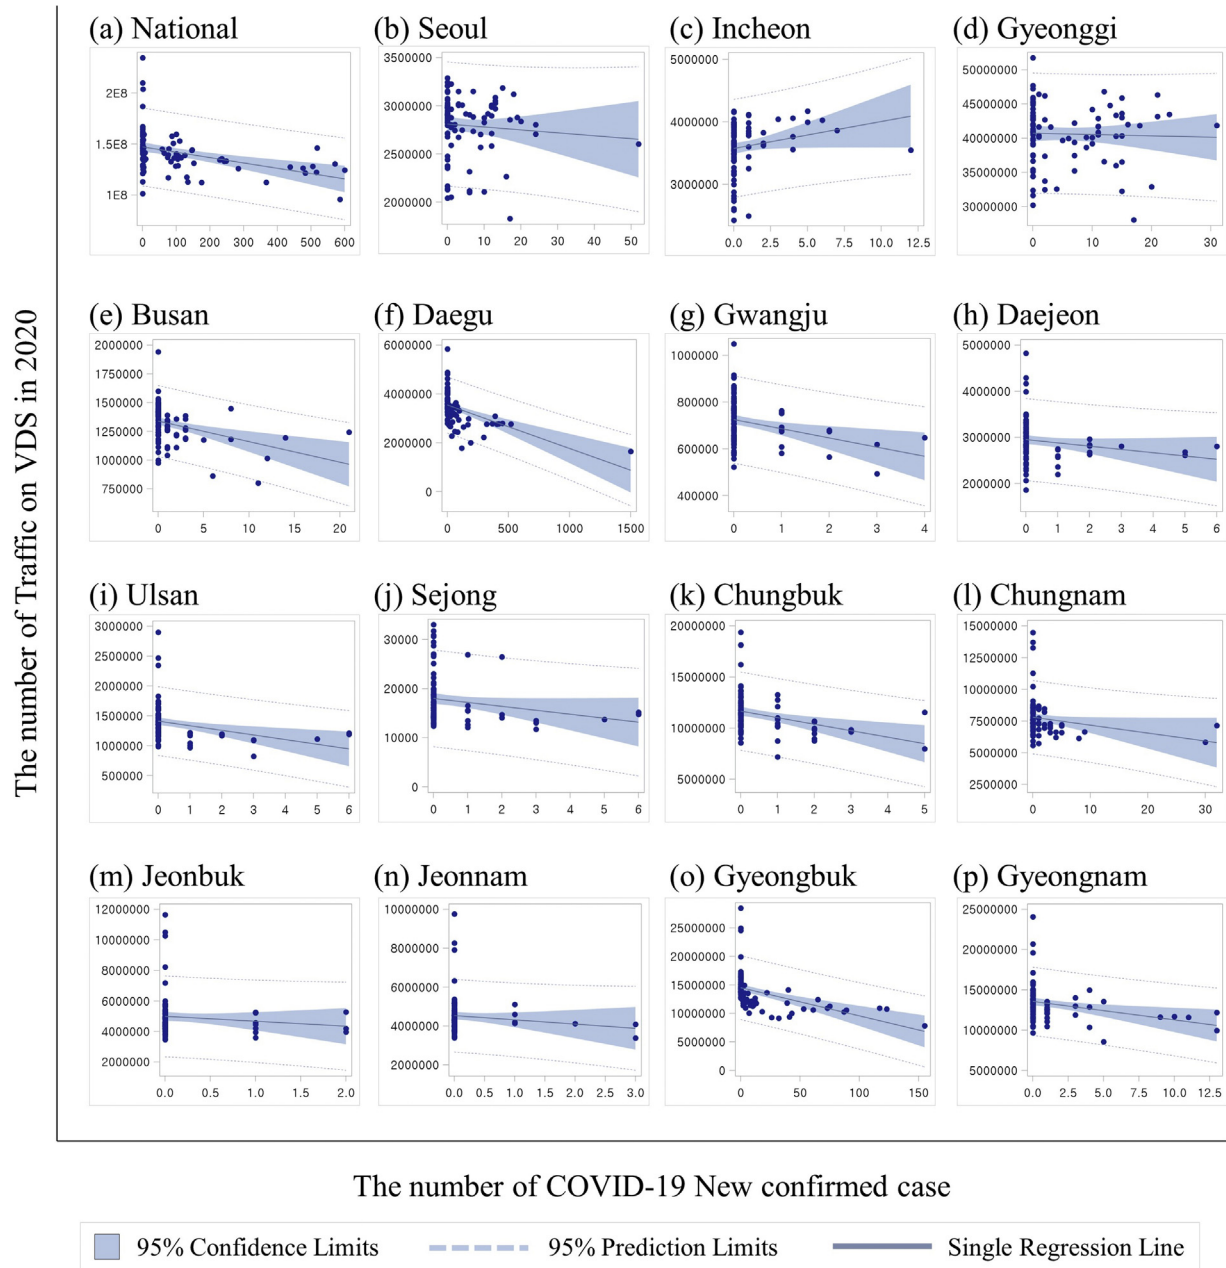 (a) National
(b) Seoul
(c) Incheon
(d) Gyeonggi
2E8
1.5E8
1E8
0 100 200 300 400 500 600
3500000
3000000
2500000
2000000
0 10 20 30 40 50
5000000
4000000
3000000
0.0 2.5 5.0 7.5 10.0 12.5
50000000
45000000
40000000
35000000
30000000
0 10 20 30
(e) Busan
(f) Daegu
(g) Gwangju
(h) Daejeon
2000000
1750000
1500000
1250000
1000000
750000
0 5 10 15 20
6000000
4000000
2000000
0
0 500 1000 1500
1000000
800000
600000
400000
0 1 2 3 4
5000000
4000000
3000000
2000000
0 1 2 3 4 5 6
The number of Traffic on VDS in 2020
(i) Ulsan
(j) Sejong
(k) Chungbuk
(l) Chungnam
3000000
2500000
2000000
1500000
1000000
500000
0 1 2 3 4 5 6
30000
20000
10000
0
0 1 2 3 4 5 6
20000000
15000000
10000000
5000000
0 1 2 3 4 5
15000000
12500000
10000000
7500000
5000000
2500000
0 10 20 30
(m) Jeonbuk
(n) Jeonnam
(o) Gyeongbuk
(p) Gyeongnam
12000000
10000000
8000000
6000000
4000000
2000000
0.0 0.5 1.0 1.5 2.0
10000000
8000000
6000000
4000000
2000000
0.0 0.5 1.0 1.5 2.0 2.5 3.0
25000000
20000000
15000000
10000000
5000000
0
0 50 100 150
25000000
20000000
15000000
10000000
5000000
0.0 2.5 5.0 7.5 10.0 12.5
The number of COVID-19 New confirmed case
95% Confidence Limits
95% Prediction Limits
Single Regression Line